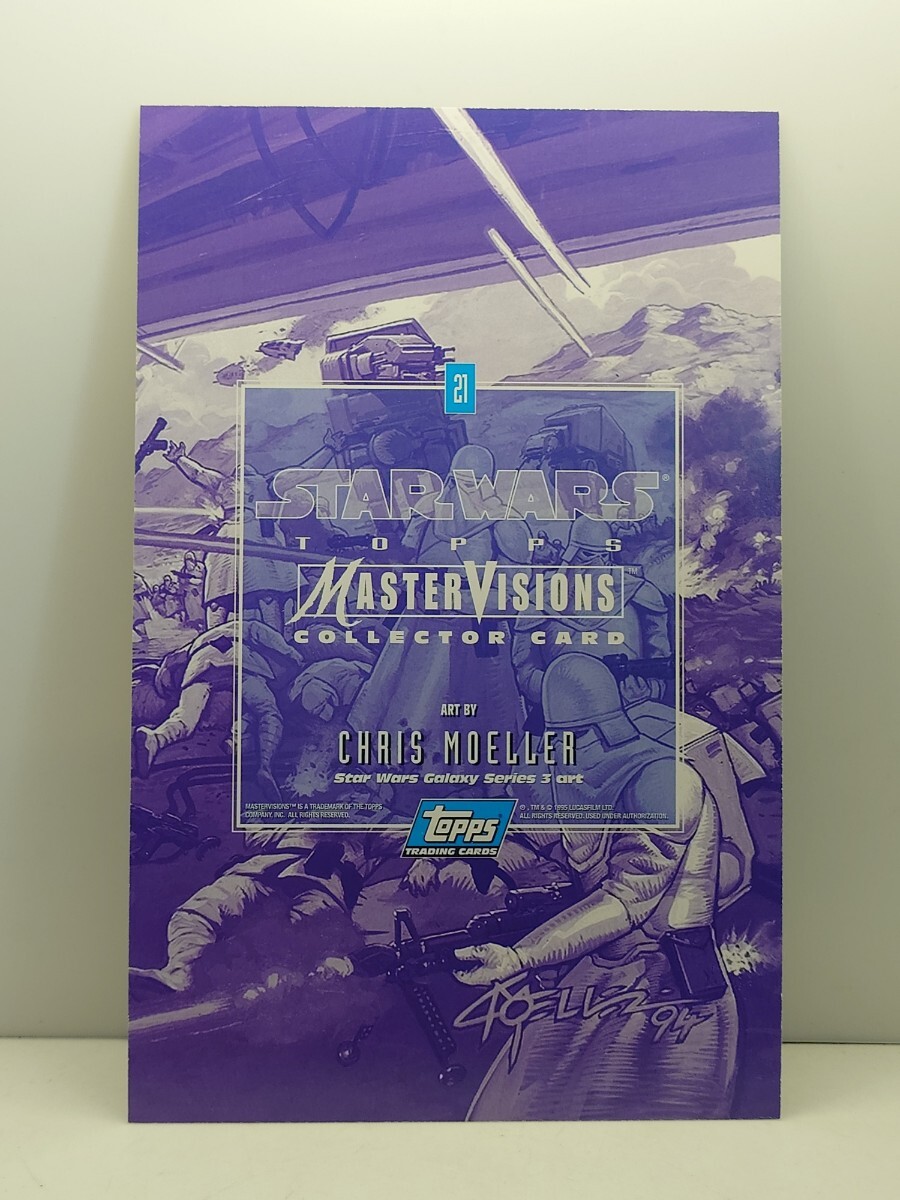 21
STAR WARS®
TOPPS
MASTERVISIONS™
COLLECTOR CARD
ART BY
CHRIS MOELLER
Star Wars Galaxy Series 3 art
MASTERVISIONS™ IS A TRADEMARK OF THE TOPPS
COMPANY, INC. ALL RIGHTS RESERVED.
®, TM & © 1995 LUCASFILM LTD.
ALL RIGHTS RESERVED. USED UNDER AUTHORIZATION.
topps®
TRADING CARDS
MOELLER 94